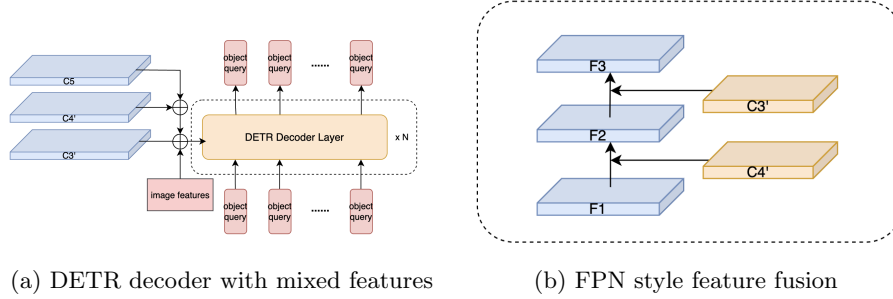 object
query
object
query
......
object
query
C5
C4'
C3'
DETR Decoder Layer
x N
image features
object
query
object
query
......
object
query
(a) DETR decoder with mixed features
F3
C3'
F2
C4'
F1
(b) FPN style feature fusion